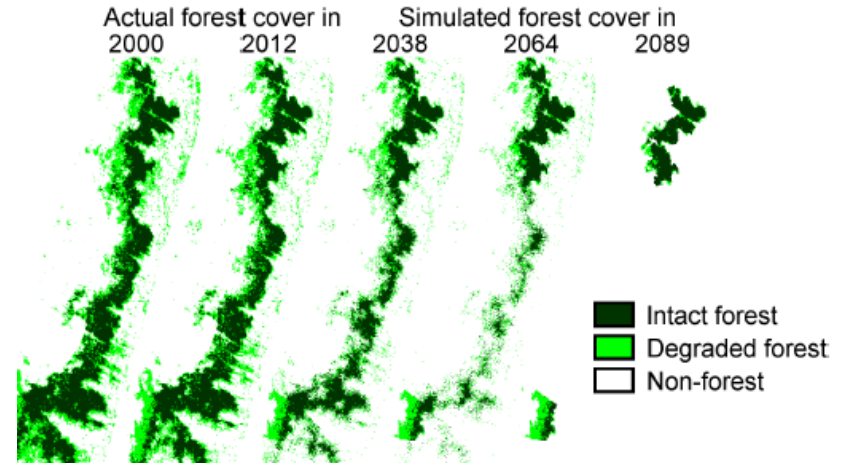 Actual forest cover in Simulated forest cover in
2000 2012 2038 2064 2089
Intact forest
Degraded forest
Non-forest